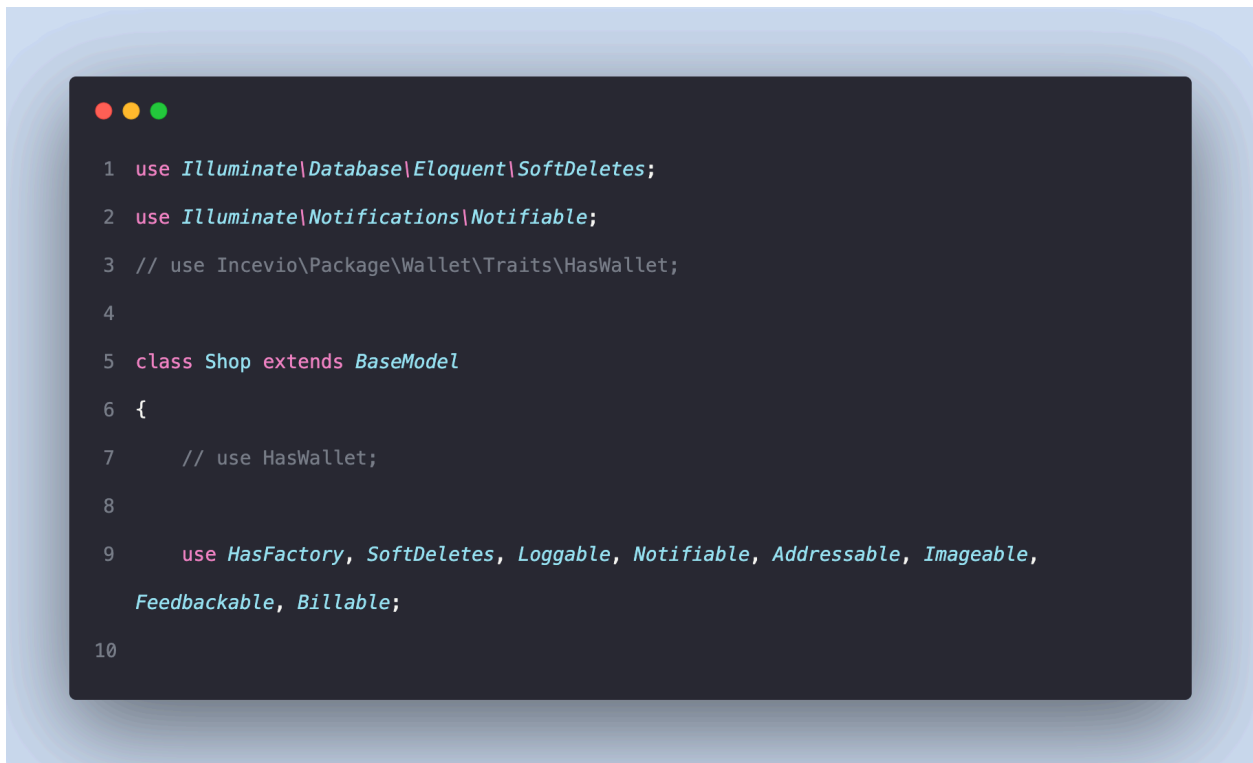 1 use Illuminate\Database\Eloquent\SoftDeletes;
2 use Illuminate\Notifications\Notifiable;
3 // use Incevio\Package\Wallet\Traits\HasWallet;
4
5 class Shop extends BaseModel
6 {
7     // use HasWallet;
8
9     use HasFactory, SoftDeletes, Loggable, Notifiable, Addressable, Imageable,
Feedbackable, Billable;
10